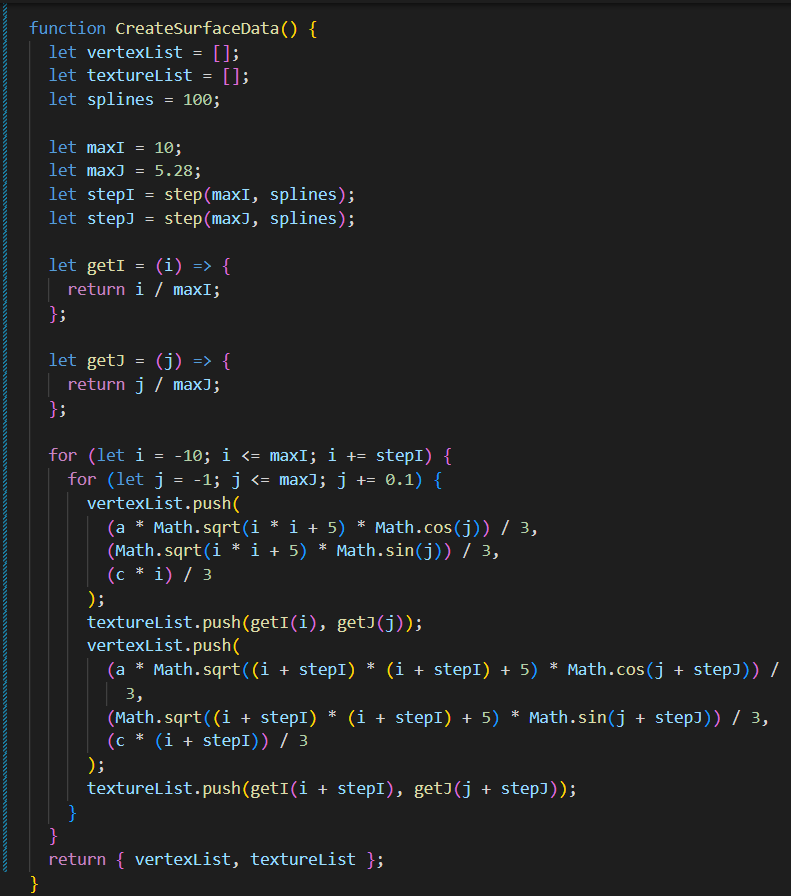 function CreateSurfaceData() {
  let vertexList = [];
  let textureList = [];
  let splines = 100;

  let maxI = 10;
  let maxJ = 5.28;
  let stepI = step(maxI, splines);
  let stepJ = step(maxJ, splines);

  let getI = (i) => {
    return i / maxI;
  };

  let getJ = (j) => {
    return j / maxJ;
  };

  for (let i = -10; i <= maxI; i += stepI) {
    for (let j = -1; j <= maxJ; j += 0.1) {
      vertexList.push(
        (a * Math.sqrt(i * i + 5) * Math.cos(j)) / 3,
        (Math.sqrt(i * i + 5) * Math.sin(j)) / 3,
        (c * i) / 3
      );
      textureList.push(getI(i), getJ(j));
      vertexList.push(
        (a * Math.sqrt((i + stepI) * (i + stepI) + 5) * Math.cos(j + stepJ)) /
          3,
        (Math.sqrt((i + stepI) * (i + stepI) + 5) * Math.sin(j + stepJ)) / 3,
        (c * (i + stepI)) / 3
      );
      textureList.push(getI(i + stepI), getJ(j + stepJ));
    }
  }
  return { vertexList, textureList };
}